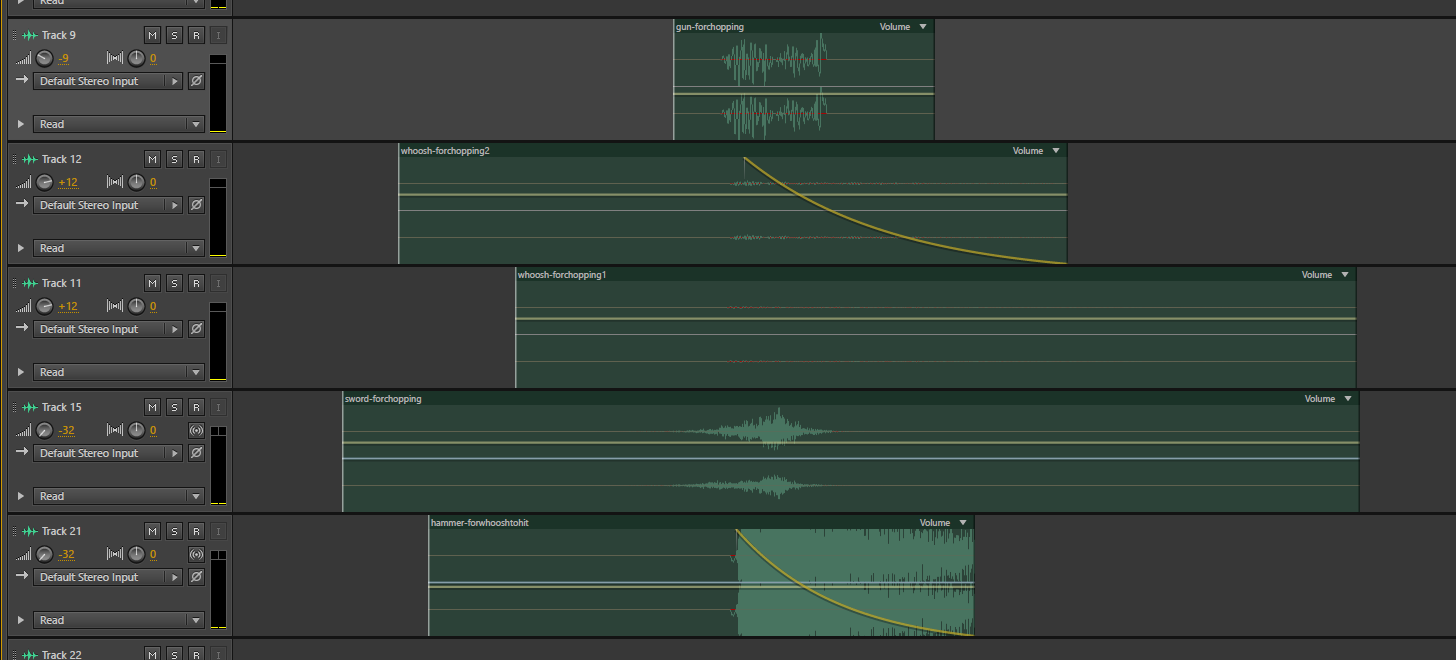 Read
Track 9 M S R I
-9 0
Default Stereo Input
Read
gun-forchopping Volume
Track 12 M S R I
+12 0
Default Stereo Input
Read
whoosh-forchopping2 Volume
Track 11 M S R I
+12 0
Default Stereo Input
Read
whoosh-forchopping1 Volume
Track 15 M S R I
-32 0
Default Stereo Input
Read
sword-forchopping Volume
Track 21 M S R I
-32 0
Default Stereo Input
Read
hammer-forwhooshtohit Volume
Track 22 M S R I